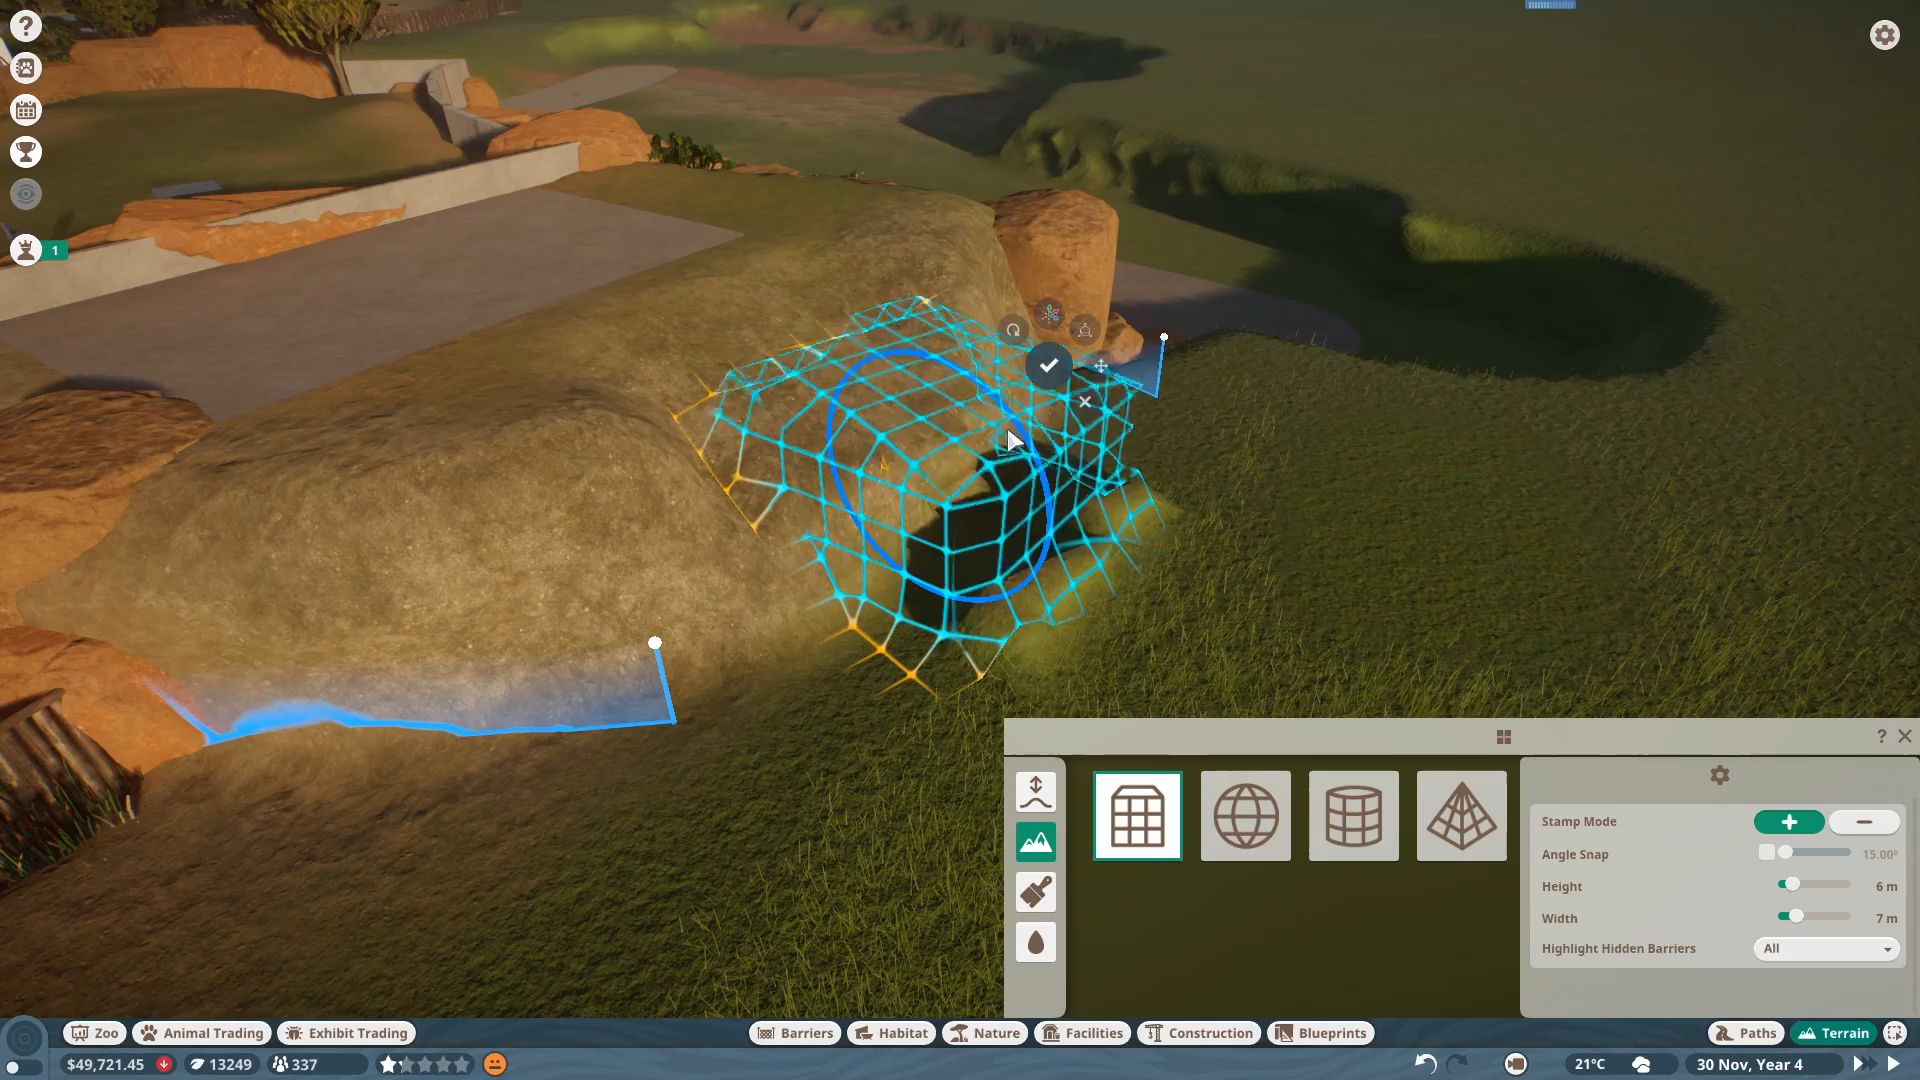 1
?
Stamp Mode
Angle Snap 15.00°
Height 6 m
Width 7 m
Highlight Hidden Barriers All
Zoo Animal Trading Exhibit Trading Barriers Habitat Nature Facilities Construction Blueprints Paths Terrain
$49,721.45 13249 337 21°C 30 Nov, Year 4